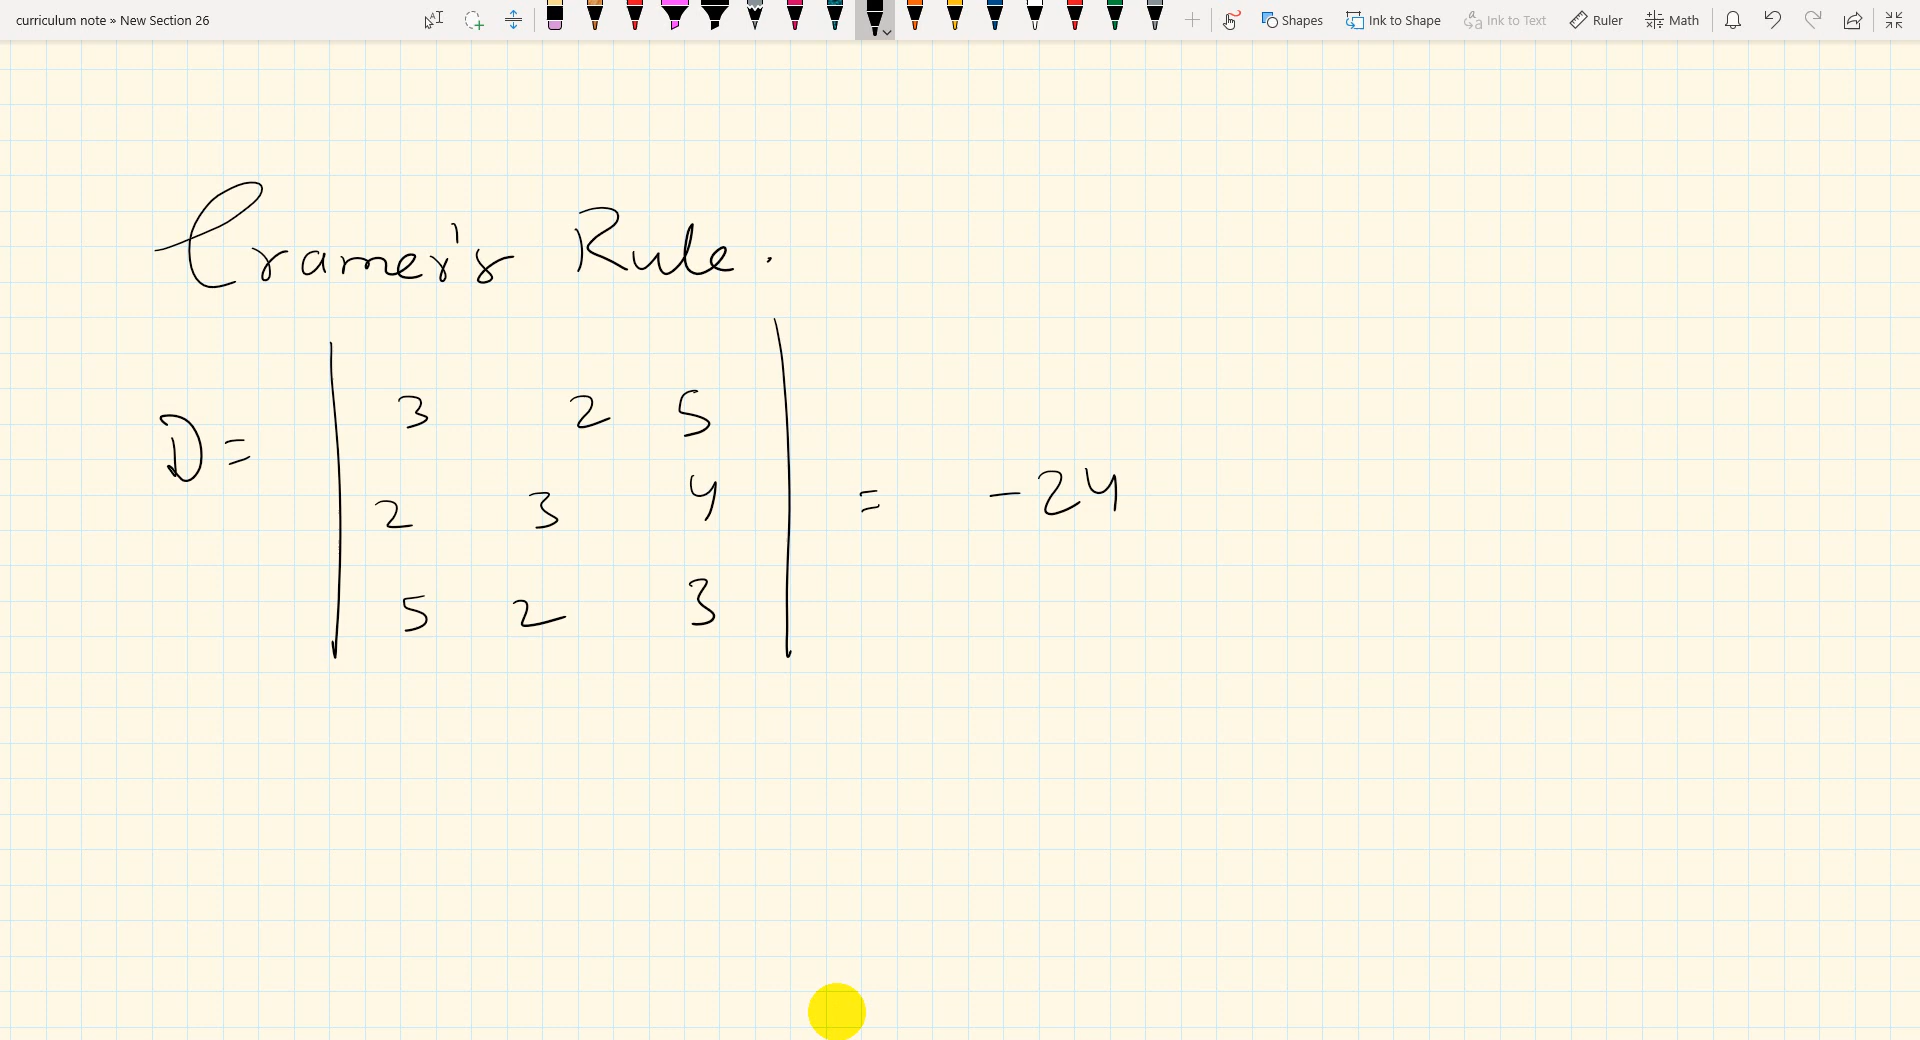 curriculum note » New Section 26
Shapes Ink to Shape Ink to Text Ruler Math
Cramer's Rule.
D = | 3 2 5 |
| 2 3 4 | = -24
| 5 2 3 |